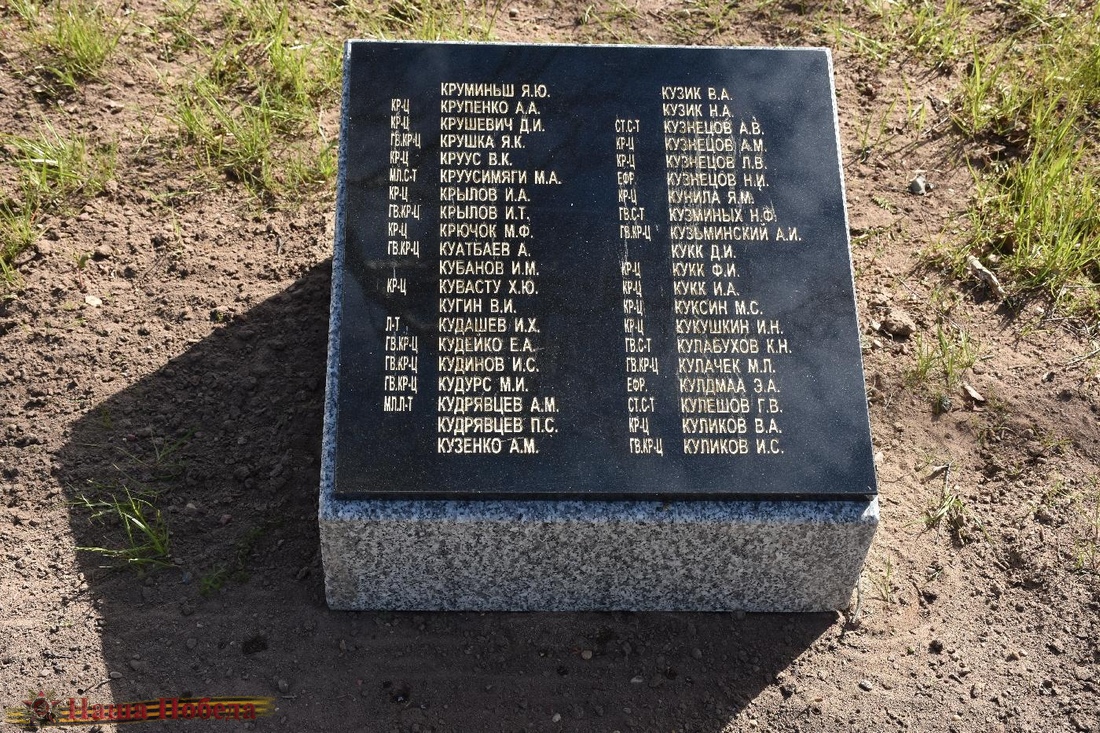 КРУМИНЬШ Я.Ю.
КР-Ц КРУПЕНКО А.А.
КР-Ц КРУШЕВИЧ Д.И.
ГВ.КР-Ц КРУШКА Я.К.
КР-Ц КРУУС В.К.
МЛ.С-Т КРУУСИМЯГИ М.А.
КР-Ц КРЫЛОВ И.А.
ГВ.КР-Ц КРЫЛОВ И.Т.
КР-Ц КРЮЧОК М.Ф.
ГВ.КР-Ц КУАТБАЕВ А.
КУБАНОВ И.М.
КР-Ц КУВАСТУ Х.Ю.
КУГИН В.И.
Л-Т КУДАШЕВ И.Х.
ГВ.КР-Ц КУДЕЙКО Е.А.
ГВ.КР-Ц КУДИНОВ И.С.
ГВ.КР-Ц КУДУРС М.И.
МЛ.Л-Т КУДРЯВЦЕВ А.М.
КУДРЯВЦЕВ П.С.
КУЗЕНКО А.М.
КУЗИК В.А.
КУЗИК Н.А.
СТ.С-Т КУЗНЕЦОВ А.В.
КР-Ц КУЗНЕЦОВ А.М.
КР-Ц КУЗНЕЦОВ Л.В.
ЕФР. КУЗНЕЦОВ Н.И.
КР-Ц КУНИЛА Я.М.
ГВ.С-Т КУЗМИНЫХ Н.Ф.
ГВ.КР-Ц КУЗЬМИНСКИЙ А.И.
КУКК Д.И.
КР-Ц КУКК Ф.И.
КР-Ц КУКК И.А.
КР-Ц КУКСИН М.С.
КР-Ц КУКУШКИН И.Н.
ГВ.С-Т КУЛАБУХОВ К.Н.
ГВ.КР-Ц КУЛАЧЕК М.Л.
ЕФР. КУЛДМАА Э.А.
СТ.С-Т КУЛЕШОВ Г.В.
КР-Ц КУЛИКОВ В.А.
ГВ.КР-Ц КУЛИКОВ И.С.
Наша Победа